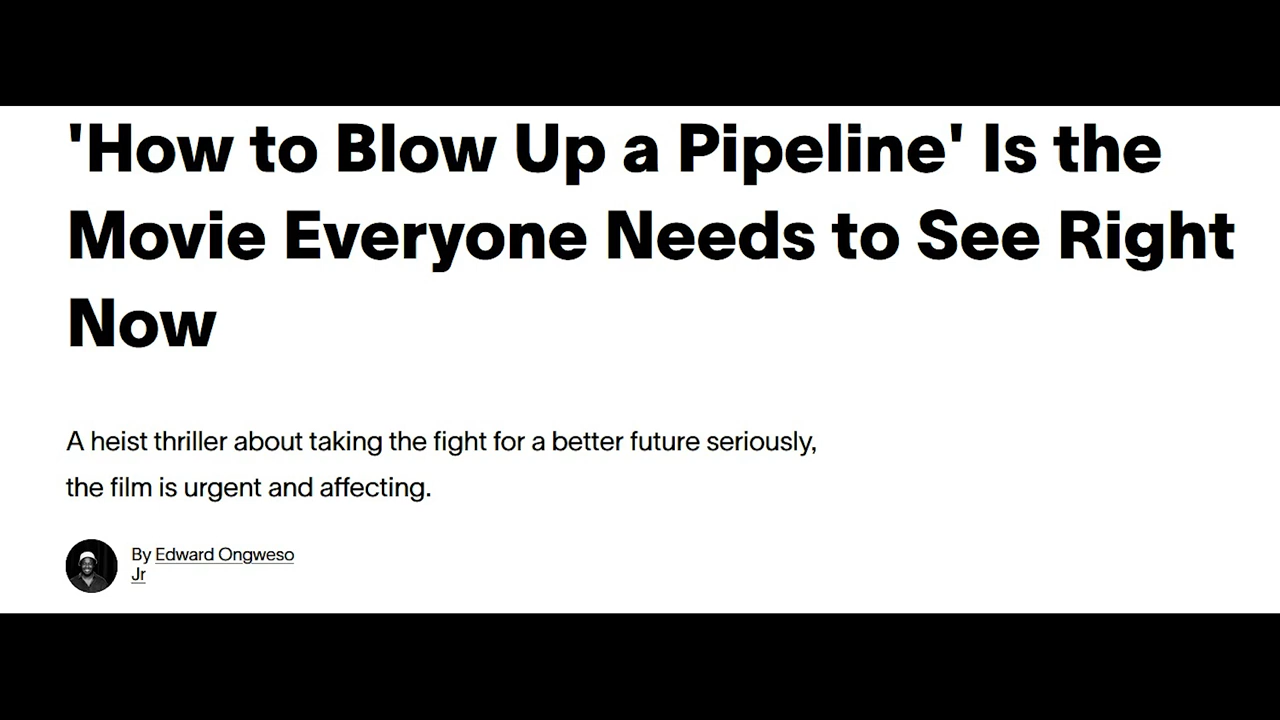 'How to Blow Up a Pipeline' Is the
Movie Everyone Needs to See Right
Now
A heist thriller about taking the fight for a better future seriously,
the film is urgent and affecting.
By Edward Ongweso
Jr